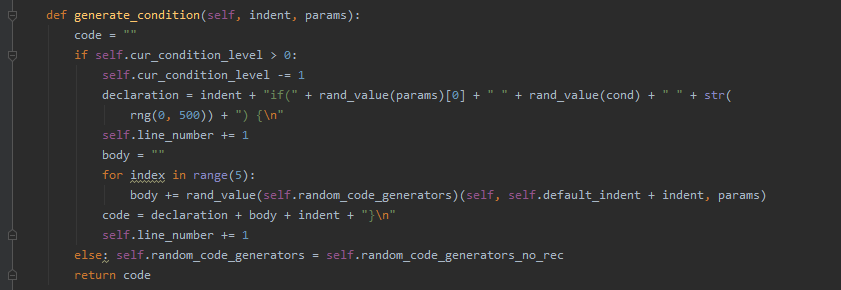 def generate_condition(self, indent, params):
    code = ""
    if self.cur_condition_level > 0:
        self.cur_condition_level -= 1
        declaration = indent + "if(" + rand_value(params)[0] + " " + rand_value(cond) + " " + str(
            rng(0, 500)) + ") {\n"
        self.line_number += 1
        body = ""
        for index in range(5):
            body += rand_value(self.random_code_generators)(self, self.default_indent + indent, params)
        code = declaration + body + indent + "}\n"
        self.line_number += 1
    else: self.random_code_generators = self.random_code_generators_no_rec
    return code